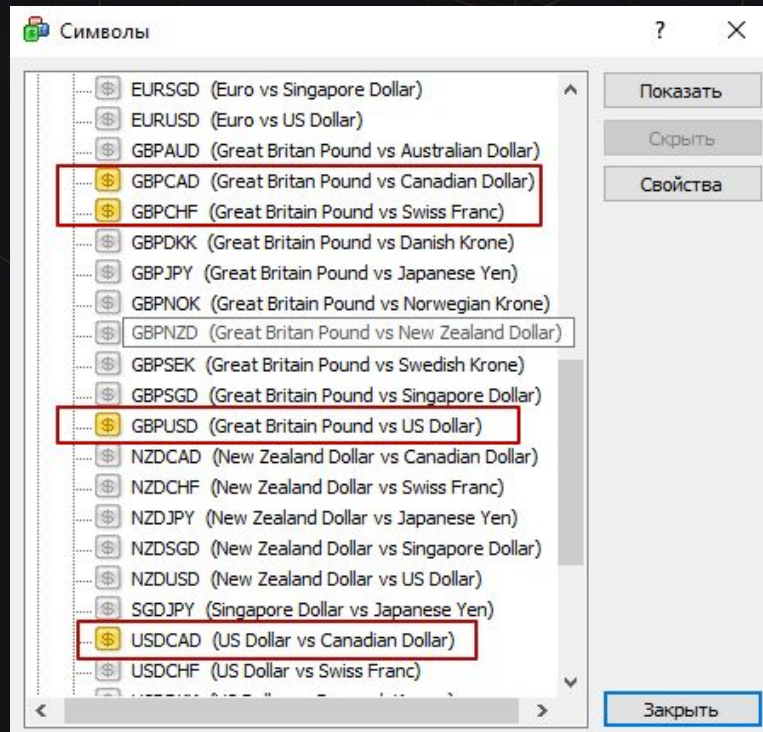 Символы
?
EURSGD (Euro vs Singapore Dollar)
EURUSD (Euro vs US Dollar)
GBPAUD (Great Britan Pound vs Australian Dollar)
GBPCAD (Great Britan Pound vs Canadian Dollar)
GBPCHF (Great Britain Pound vs Swiss Franc)
GBPDKK (Great Britain Pound vs Danish Krone)
GBPJPY (Great Britain Pound vs Japanese Yen)
GBPNOK (Great Britain Pound vs Norwegian Krone)
GBPNZD (Great Britan Pound vs New Zealand Dollar)
GBPSEK (Great Britain Pound vs Swedish Krone)
GBPSGD (Great Britain Pound vs Singapore Dollar)
GBPUSD (Great Britain Pound vs US Dollar)
NZDCAD (New Zealand Dollar vs Canadian Dollar)
NZDCHF (New Zealand Dollar vs Swiss Franc)
NZDJPY (New Zealand Dollar vs Japanese Yen)
NZDSGD (New Zealand Dollar vs Singapore Dollar)
NZDUSD (New Zealand Dollar vs US Dollar)
SGDJPY (Singapore Dollar vs Japanese Yen)
USDCAD (US Dollar vs Canadian Dollar)
USDCHF (US Dollar vs Swiss Franc)
Показать
Скрыть
Свойства
Закрыть